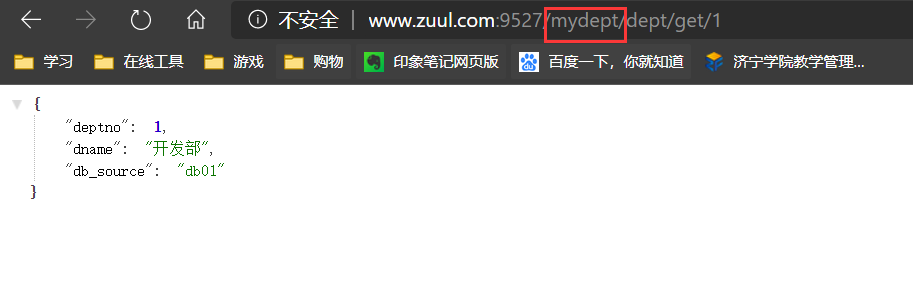 不安全 | www.zuul.com:9527/mydept/dept/get/1
学习 在线工具 游戏 购物 印象笔记网页版 百度一下，你就知道 济宁学院教学管理...
{
"deptno": 1,
"dname": "开发部",
"db_source": "db01"
}